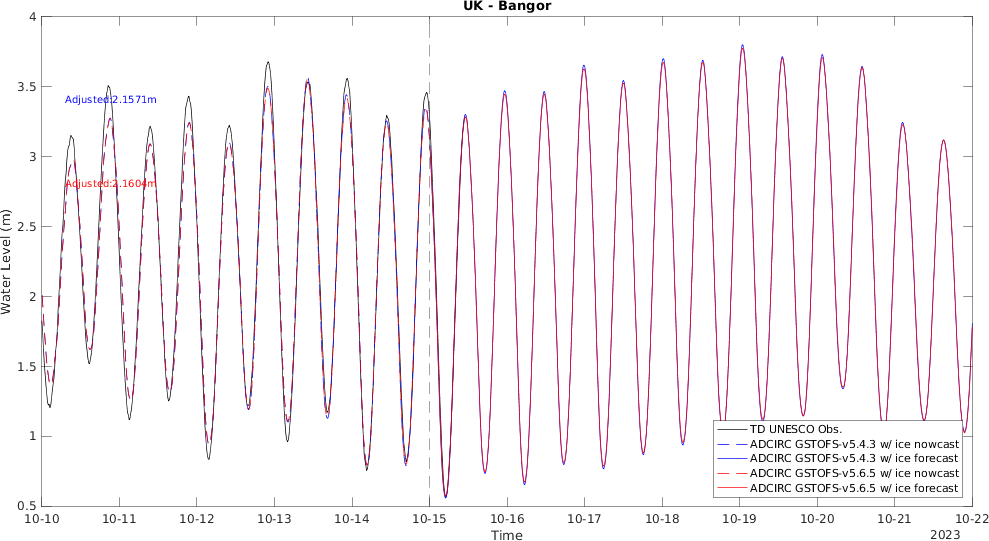 UK - Bangor
4
3.5
3
2.5
2
1.5
1
0.5
Water Level (m)
Adjusted:2.1571m
Adjusted:2.1604m
TD UNESCO Obs.
ADCIRC GSTOFS-v5.4.3 w/ ice nowcast
ADCIRC GSTOFS-v5.4.3 w/ ice forecast
ADCIRC GSTOFS-v5.6.5 w/ ice nowcast
ADCIRC GSTOFS-v5.6.5 w/ ice forecast
10-10 10-11 10-12 10-13 10-14 10-15 10-16 10-17 10-18 10-19 10-20 10-21 10-22
Time
2023